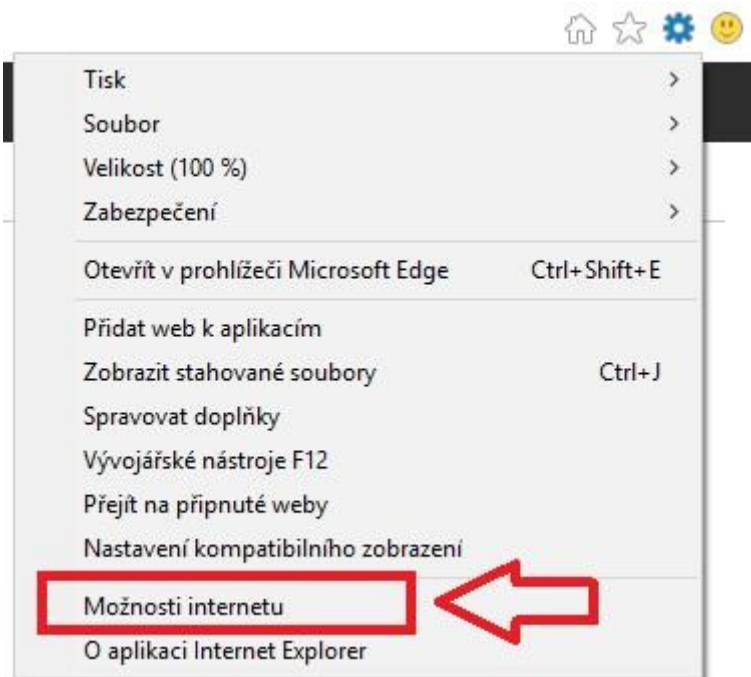 Tisk
Soubor
Velikost (100 %)
Zabezpečení
Otevřít v prohlížeči Microsoft Edge Ctrl+Shift+E
Přidat web k aplikacím
Zobrazit stahované soubory Ctrl+J
Spravovat doplňky
Vývojářské nástroje F12
Přejít na připnuté weby
Nastavení kompatibilního zobrazení
Možnosti internetu
O aplikaci Internet Explorer